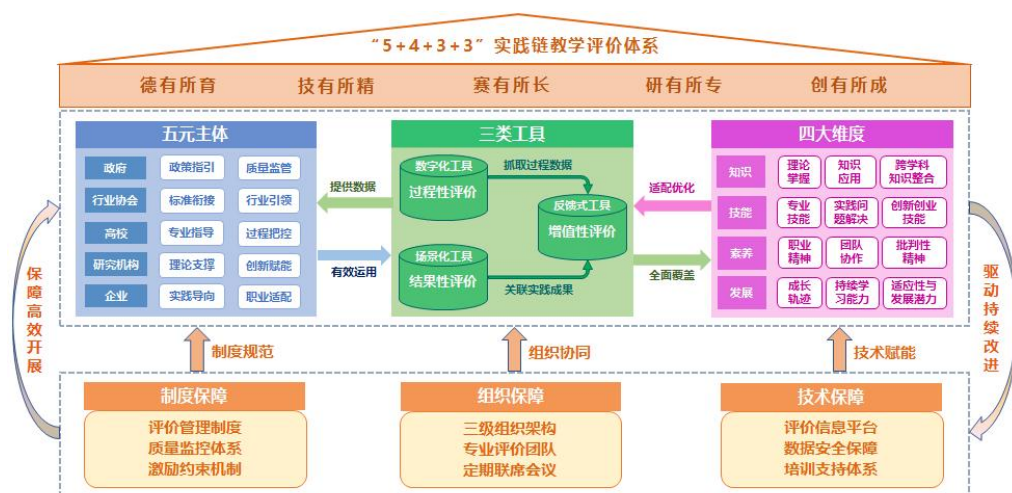 “5+4+3+3”实践链教学评价体系
德有所育 技有所精 赛有所长 研有所专 创有所成
五元主体
政府 政策指引 质量监管
行业协会 标准衔接 行业引领
高校 专业指导 过程把控
研究机构 理论支撑 创新赋能
企业 实践导向 职业适配
提供数据
有效运用
三类工具
数字化工具
过程性评价
抓取过程数据
反馈式工具
增值性评价
场景化工具
结果性评价
关联实践成果
适配优化
全面覆盖
四大维度
知识
理论掌握
知识应用
跨学科知识整合
技能
专业技能
实践问题解决
创新创业技能
素养
职业精神
团队协作
批判性精神
发展
成长轨迹
持续学习能力
适应性与发展潜力
保障高效开展
驱动持续改进
制度规范
组织协同
技术赋能
制度保障
评价管理制度
质量监控体系
激励约束机制
组织保障
三级组织架构
专业评价团队
定期联席会议
技术保障
评价信息平台
数据安全保障
培训支持体系